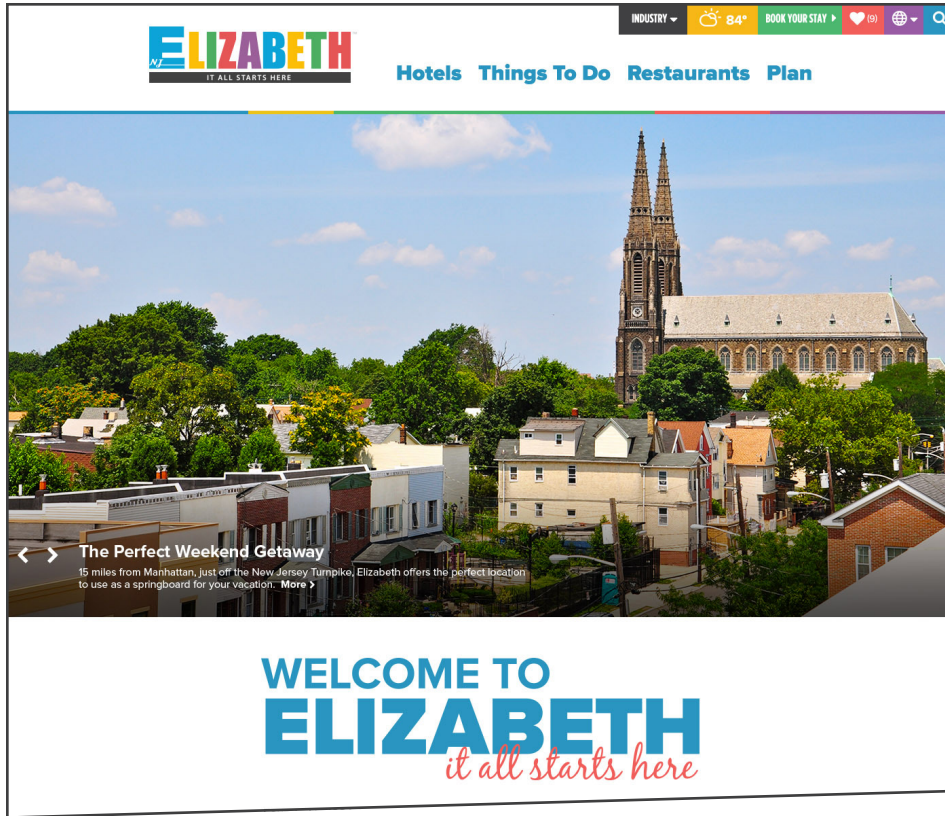 INDUSTRY 84° BOOK YOUR STAY (9)
NJ ELIZABETH
IT ALL STARTS HERE
Hotels Things To Do Restaurants Plan
The Perfect Weekend Getaway
15 miles from Manhattan, just off the New Jersey Turnpike, Elizabeth offers the perfect location
to use as a springboard for your vacation. More >
WELCOME TO
ELIZABETH
it all starts here